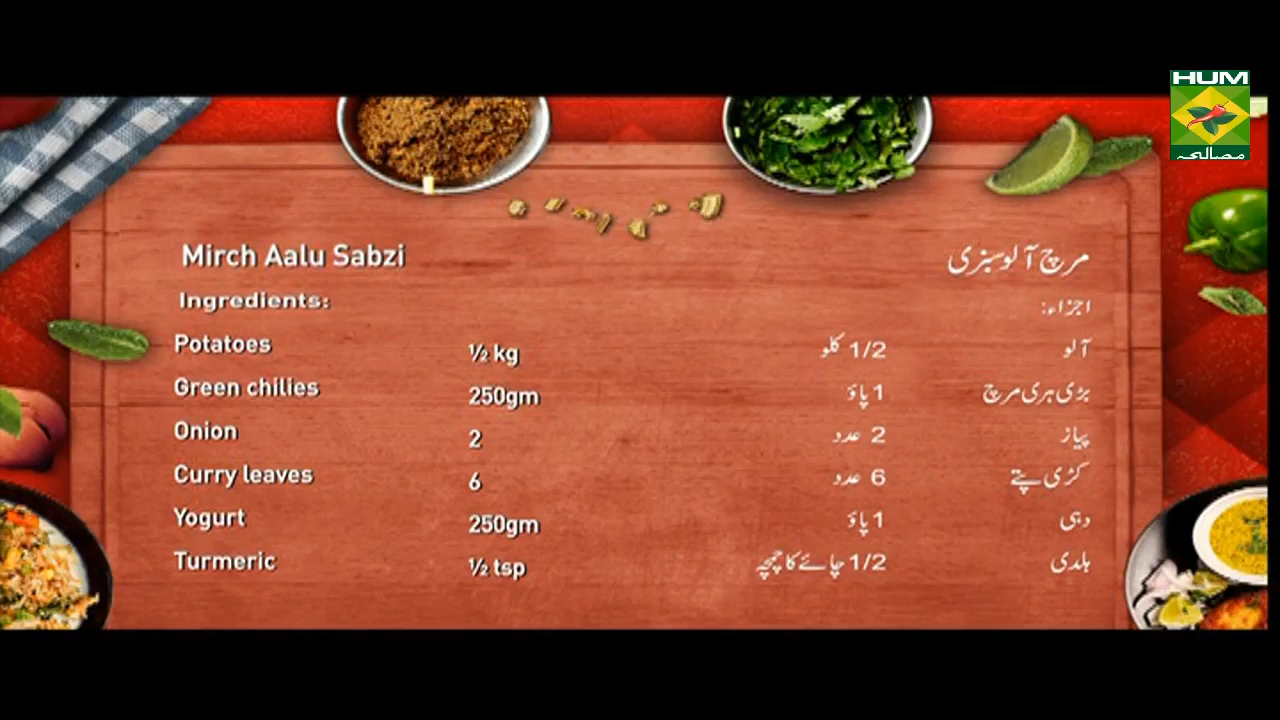 HUM
مصالحہ
Mirch Aalu Sabzi مرچ آلو سبزی
Ingredients: اجزاء:
Potatoes ½ kg 1/2 کلو آلو
Green chilies 250gm 1 پاؤ بڑی ہری مرچ
Onion 2 2 عدد پیاز
Curry leaves 6 6 عدد کڑی پتے
Yogurt 250gm 1 پاؤ دہی
Turmeric ½ tsp 1/2 چائے کا چمچہ ہلدی